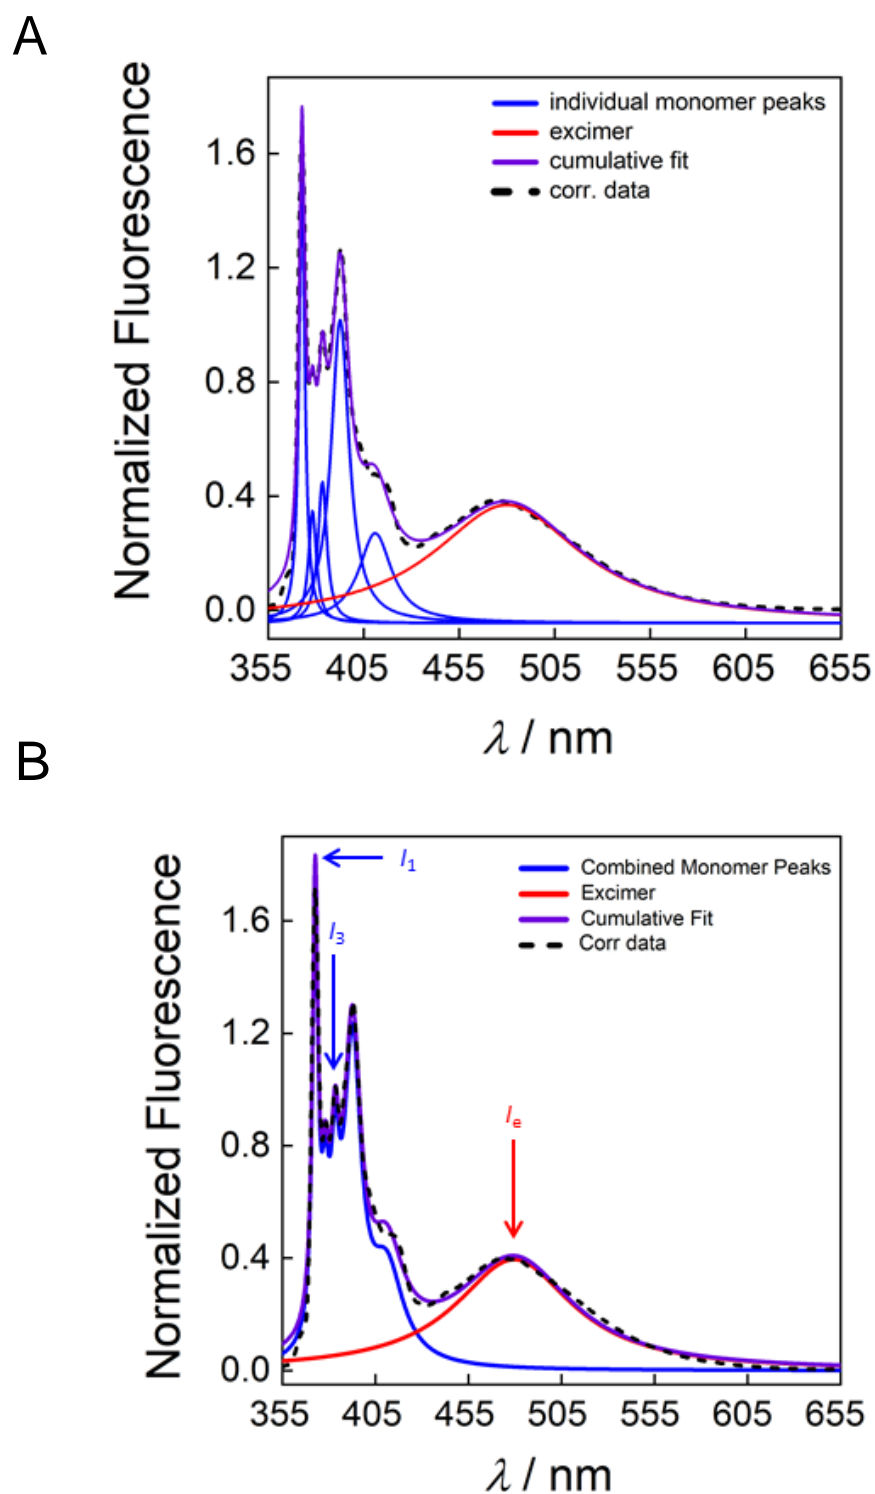 A
Normalized Fluorescence
individual monomer peaks
excimer
cumulative fit
corr. data
1.6
1.2
0.8
0.4
0.0
355 405 455 505 555 605 655
λ / nm
B
Normalized Fluorescence
I1
I3
Ie
Combined Monomer Peaks
Excimer
Cumulative Fit
Corr data
1.6
1.2
0.8
0.4
0.0
355 405 455 505 555 605 655
λ / nm